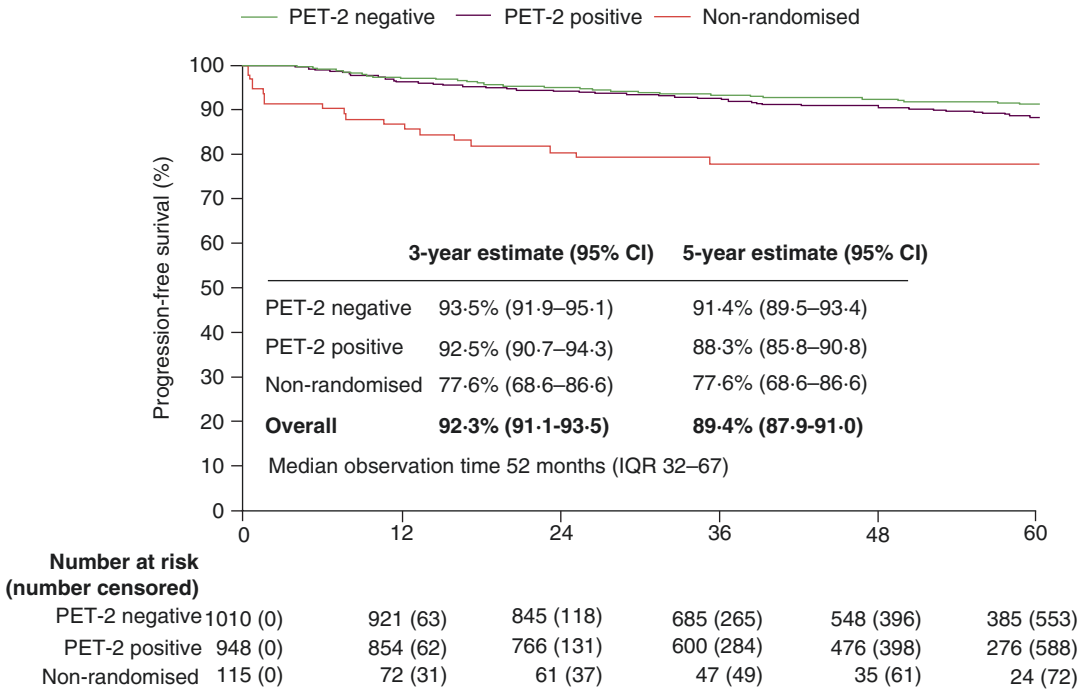 PET-2 negative PET-2 positive Non-randomised
100
90
80
70
60
50
40
30
20
10
0
Progression-free surival (%)
3-year estimate (95% CI) 5-year estimate (95% CI)
PET-2 negative 93·5% (91·9–95·1) 91·4% (89·5–93·4)
PET-2 positive 92·5% (90·7–94·3) 88·3% (85·8–90·8)
Non-randomised 77·6% (68·6–86·6) 77·6% (68·6–86·6)
Overall 92·3% (91·1-93·5) 89·4% (87·9-91·0)
Median observation time 52 months (IQR 32–67)
0 12 24 36 48 60
Number at risk
(number censored)
PET-2 negative 1010 (0) 921 (63) 845 (118) 685 (265) 548 (396) 385 (553)
PET-2 positive 948 (0) 854 (62) 766 (131) 600 (284) 476 (398) 276 (588)
Non-randomised 115 (0) 72 (31) 61 (37) 47 (49) 35 (61) 24 (72)